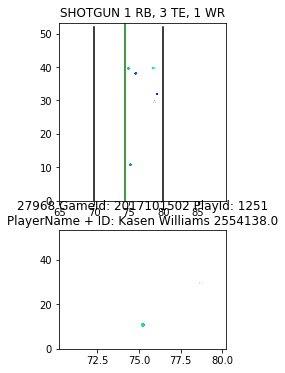 SHOTGUN 1 RB, 3 TE, 1 WR
50
40
30
20
10
0
65 70 75 80 85
27968 GameId: 2017101502 PlayId: 1251
PlayerName + ID: Kasen Williams 2554138.0
40
20
0
72.5 75.0 77.5 80.0